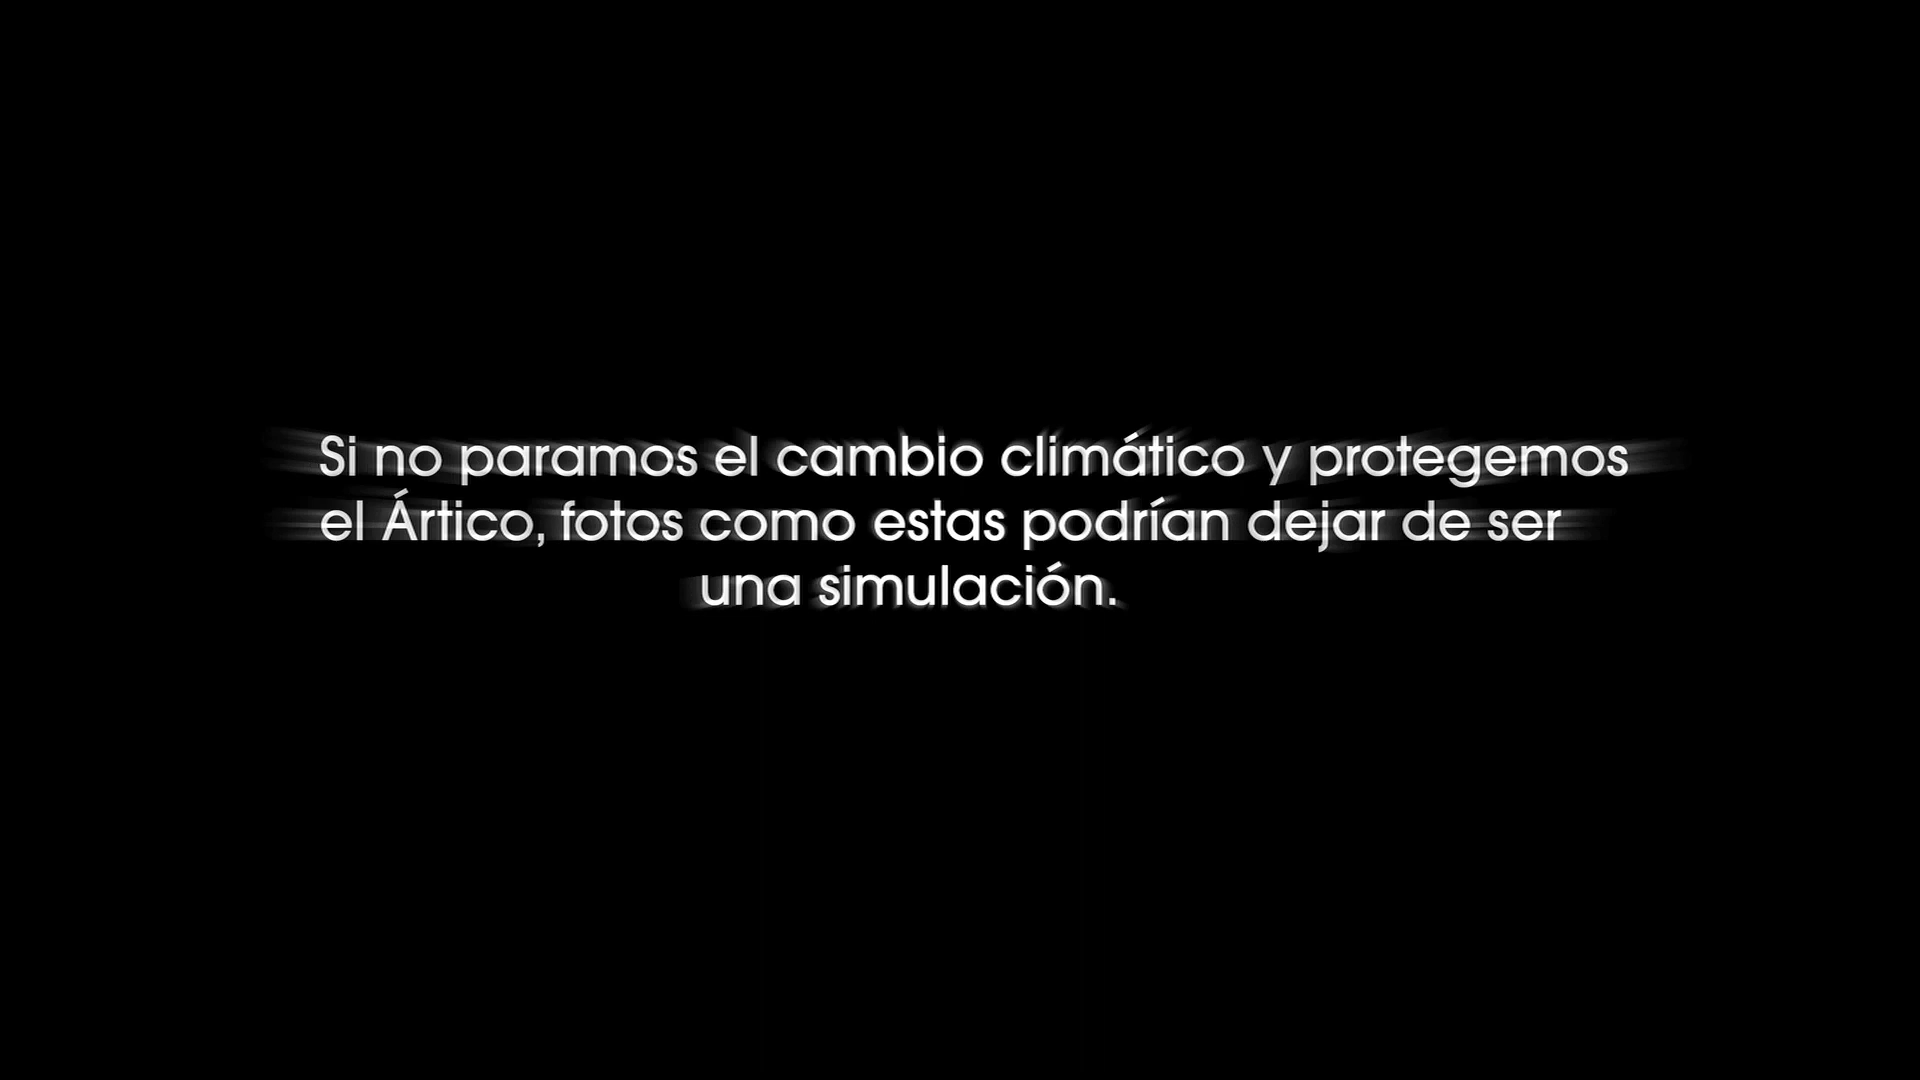 Si no paramos el cambio climático y protegemos
el Ártico, fotos como estas podrían dejar de ser
una simulación.